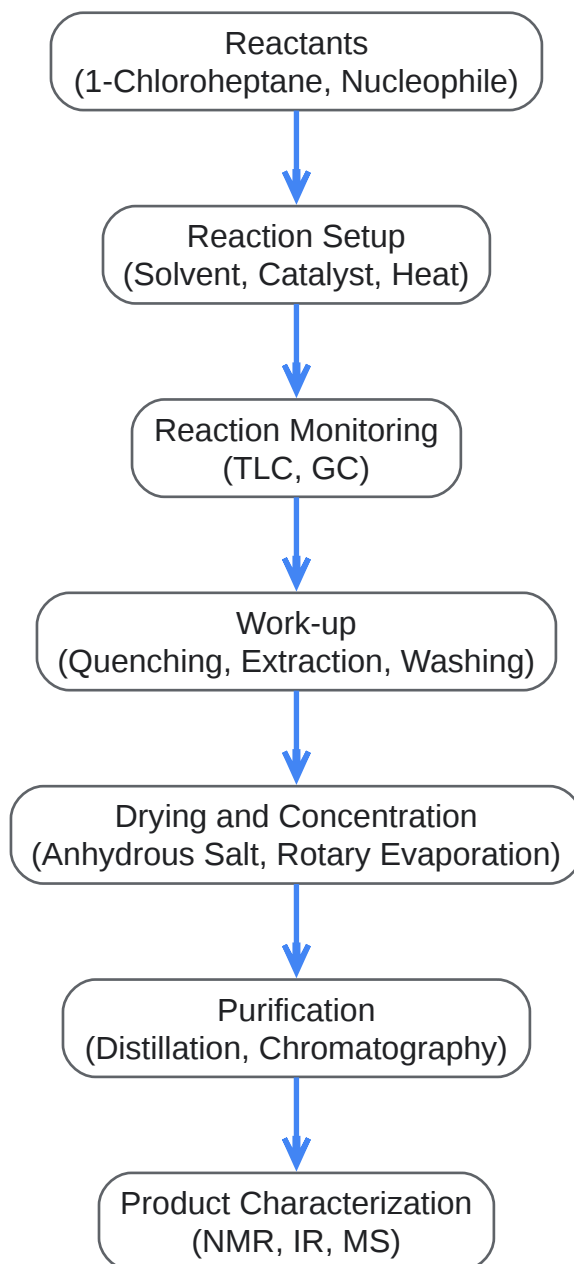 Reactants
(1-Chloroheptane, Nucleophile)
Reaction Setup
(Solvent, Catalyst, Heat)
Reaction Monitoring
(TLC, GC)
Work-up
(Quenching, Extraction, Washing)
Drying and Concentration
(Anhydrous Salt, Rotary Evaporation)
Purification
(Distillation, Chromatography)
Product Characterization
(NMR, IR, MS)